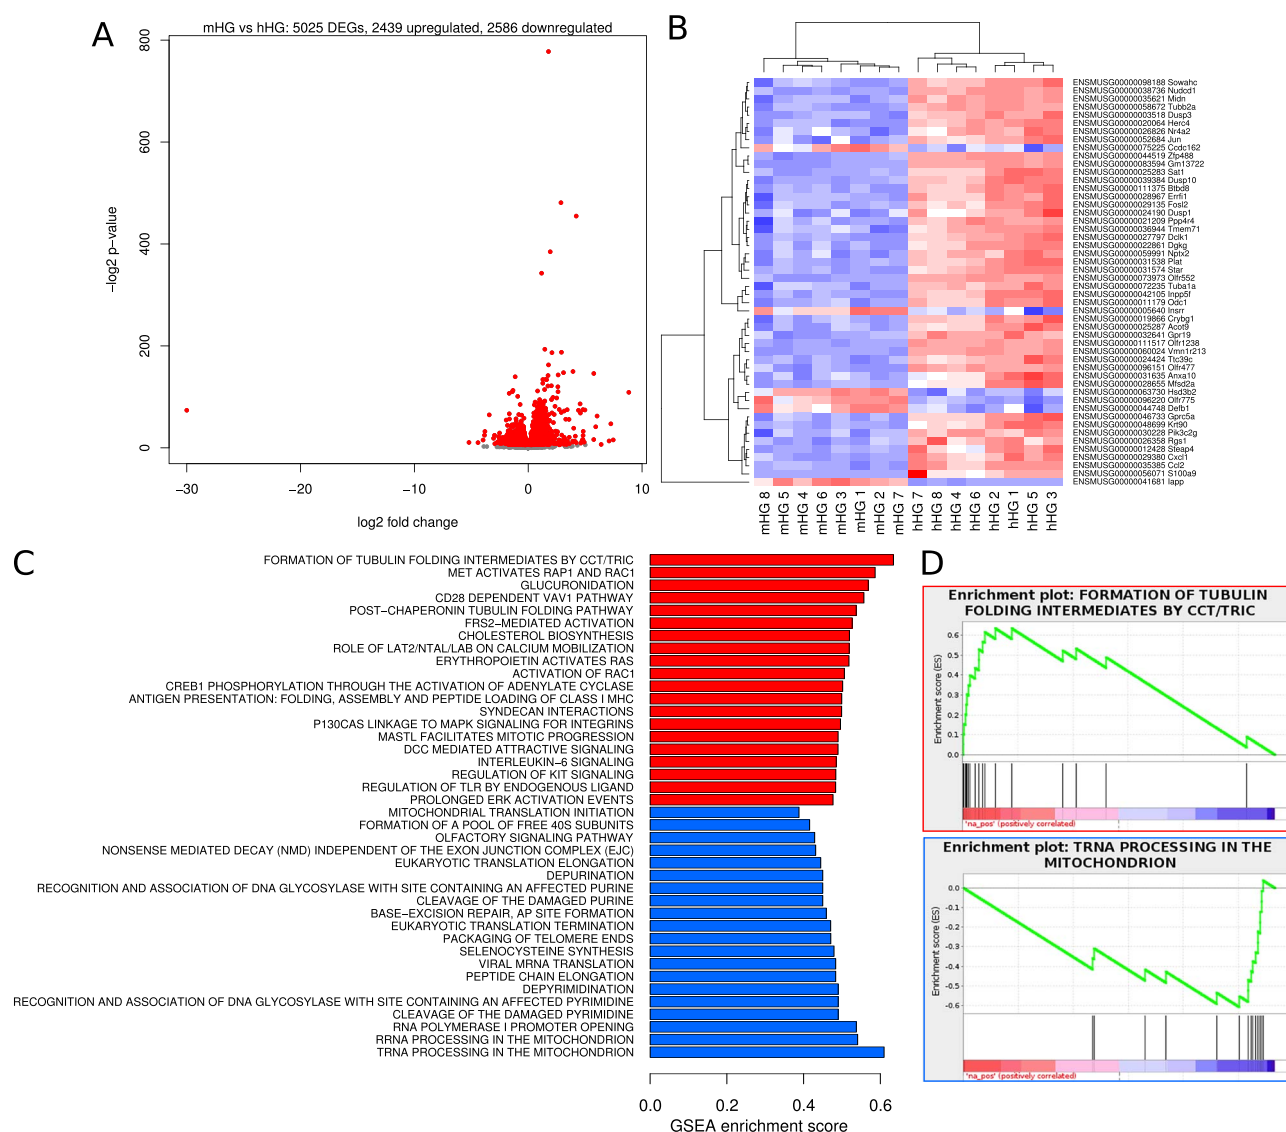 A
mHG vs hHG: 5025 DEGs, 2439 upregulated, 2586 downregulated
−log2 p−value
800
600
400
200
0
−30
−20
−10
0
10
log2 fold change
B
ENSMUSG00000098188 Sowahc
ENSMUSG00000038736 Nudcd1
ENSMUSG00000035621 Midn
ENSMUSG00000058672 Tubb2a
ENSMUSG00000003518 Dusp3
ENSMUSG00000020064 Herc4
ENSMUSG00000026826 Nr4a2
ENSMUSG00000052684 Jun
ENSMUSG00000075225 Ccdc162
ENSMUSG00000044519 Zfp488
ENSMUSG00000083594 Gm13722
ENSMUSG00000025283 Sat1
ENSMUSG00000039384 Dusp10
ENSMUSG00000111375 Btbd8
ENSMUSG00000028967 Errfi1
ENSMUSG00000029135 Fosl2
ENSMUSG00000024190 Dusp1
ENSMUSG00000021209 Ppp4r4
ENSMUSG00000036944 Tmem71
ENSMUSG00000027797 Dclk1
ENSMUSG00000022861 Dgkg
ENSMUSG00000059991 Nptx2
ENSMUSG00000031538 Plat
ENSMUSG00000031574 Star
ENSMUSG00000073973 Olfr552
ENSMUSG00000072235 Tuba1a
ENSMUSG00000042105 Inpp5f
ENSMUSG00000011179 Odc1
ENSMUSG00000005640 Insrr
ENSMUSG00000019866 Crybg1
ENSMUSG00000025287 Acot9
ENSMUSG00000032641 Gpr19
ENSMUSG00000111517 Olfr1238
ENSMUSG00000060024 Vmn1r213
ENSMUSG00000024424 Ttc39c
ENSMUSG00000096151 Olfr477
ENSMUSG00000031635 Anxa10
ENSMUSG00000028655 Mfsd2a
ENSMUSG00000063730 Hsd3b2
ENSMUSG00000096220 Olfr775
ENSMUSG00000044748 Defb1
ENSMUSG00000046733 Gprc5a
ENSMUSG00000048699 Krt90
ENSMUSG00000030228 Pik3c2g
ENSMUSG00000026358 Rgs1
ENSMUSG00000012428 Steap4
ENSMUSG00000029380 Cxcl1
ENSMUSG00000035385 Ccl2
ENSMUSG00000056071 S100a9
ENSMUSG00000041681 Iapp
mHG 8
mHG 5
mHG 4
mHG 6
mHG 3
mHG 1
mHG 2
mHG 7
hHG 7
hHG 8
hHG 4
hHG 6
hHG 2
hHG 1
hHG 5
hHG 3
C
FORMATION OF TUBULIN FOLDING INTERMEDIATES BY CCT/TRIC
MET ACTIVATES RAP1 AND RAC1
GLUCURONIDATION
CD28 DEPENDENT VAV1 PATHWAY
POST−CHAPERONIN TUBULIN FOLDING PATHWAY
FRS2−MEDIATED ACTIVATION
CHOLESTEROL BIOSYNTHESIS
ROLE OF LAT2/NTAL/LAB ON CALCIUM MOBILIZATION
ERYTHROPOIETIN ACTIVATES RAS
ACTIVATION OF RAC1
CREB1 PHOSPHORYLATION THROUGH THE ACTIVATION OF ADENYLATE CYCLASE
ANTIGEN PRESENTATION: FOLDING, ASSEMBLY AND PEPTIDE LOADING OF CLASS I MHC
SYNDECAN INTERACTIONS
P130CAS LINKAGE TO MAPK SIGNALING FOR INTEGRINS
MASTL FACILITATES MITOTIC PROGRESSION
DCC MEDIATED ATTRACTIVE SIGNALING
INTERLEUKIN−6 SIGNALING
REGULATION OF KIT SIGNALING
REGULATION OF TLR BY ENDOGENOUS LIGAND
PROLONGED ERK ACTIVATION EVENTS
MITOCHONDRIAL TRANSLATION INITIATION
FORMATION OF A POOL OF FREE 40S SUBUNITS
OLFACTORY SIGNALING PATHWAY
NONSENSE MEDIATED DECAY (NMD) INDEPENDENT OF THE EXON JUNCTION COMPLEX (EJC)
EUKARYOTIC TRANSLATION ELONGATION
DEPURINATION
RECOGNITION AND ASSOCIATION OF DNA GLYCOSYLASE WITH SITE CONTAINING AN AFFECTED PURINE
CLEAVAGE OF THE DAMAGED PURINE
BASE−EXCISION REPAIR, AP SITE FORMATION
EUKARYOTIC TRANSLATION TERMINATION
PACKAGING OF TELOMERE ENDS
SELENOCYSTEINE SYNTHESIS
VIRAL MRNA TRANSLATION
PEPTIDE CHAIN ELONGATION
DEPYRIMIDINATION
RECOGNITION AND ASSOCIATION OF DNA GLYCOSYLASE WITH SITE CONTAINING AN AFFECTED PYRIMIDINE
CLEAVAGE OF THE DAMAGED PYRIMIDINE
RNA POLYMERASE I PROMOTER OPENING
RRNA PROCESSING IN THE MITOCHONDRION
TRNA PROCESSING IN THE MITOCHONDRION
0.0
0.2
0.4
0.6
GSEA enrichment score
D
Enrichment plot: FORMATION OF TUBULIN
FOLDING INTERMEDIATES BY CCT/TRIC
Enrichment score (ES)
0.6
0.5
0.4
0.3
0.2
0.1
0.0
'na_pos' (positively correlated)
Enrichment plot: TRNA PROCESSING IN THE
MITOCHONDRION
Enrichment score (ES)
0.0
-0.1
-0.2
-0.3
-0.4
-0.5
-0.6
'na_pos' (positively correlated)